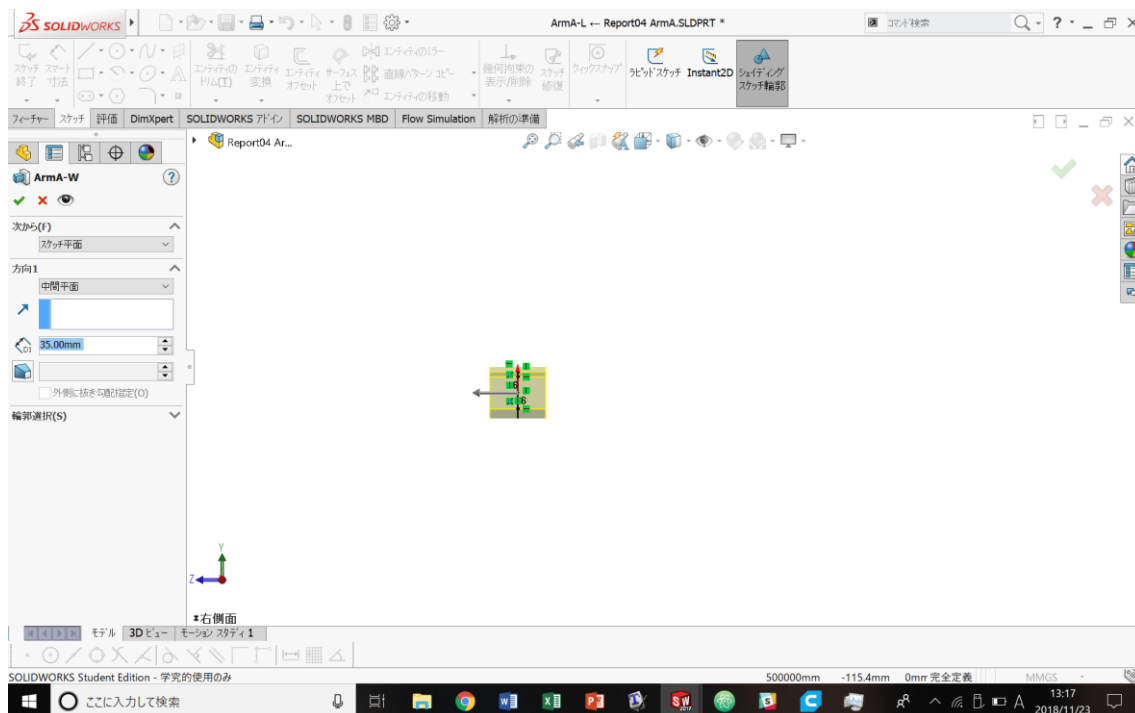 SOLIDWORKS
ArmA-L ← Report04 ArmA.SLDPRT *
コマンド検索
スケッチ終了
スマート寸法
エンティティのトリム(T)
エンティティ変換
エンティティオフセット
サーフェス上でオフセット
エンティティのミラー
直線パターン コピー
エンティティの移動
幾何拘束の表示/削除
スケッチ修復
クィックスナップ
ラピッドスケッチ
Instant2D
シェイディングスケッチ輪郭
フィーチャー スケッチ 評価 DimXpert SOLIDWORKS アドイン SOLIDWORKS MBD Flow Simulation 解析の準備
Report04 Ar...
ArmA-W
次から(F)
スケッチ平面
方向1
中間平面
D1
35.00mm
外側に抜き勾配指定(O)
輪郭選択(S)
6
6
Y
Z
*右側面
モデル 3D ビュー モーション スタディ 1
SOLIDWORKS Student Edition - 学究的使用のみ
500000mm -115.4mm 0mm 完全定義 MMGS
ここに入力して検索
A
13:17
2018/11/23